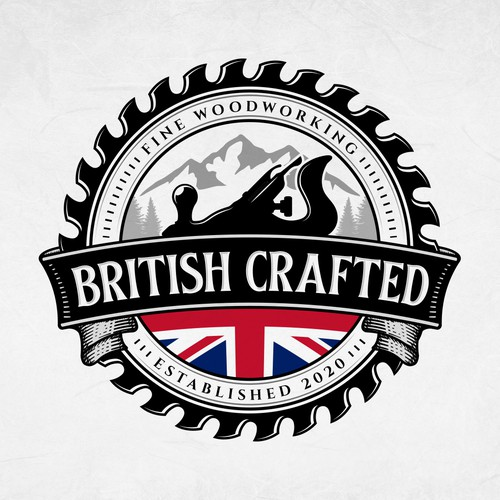 FINE WOODWORKING
BRITISH CRAFTED
ESTABLISHED 2020